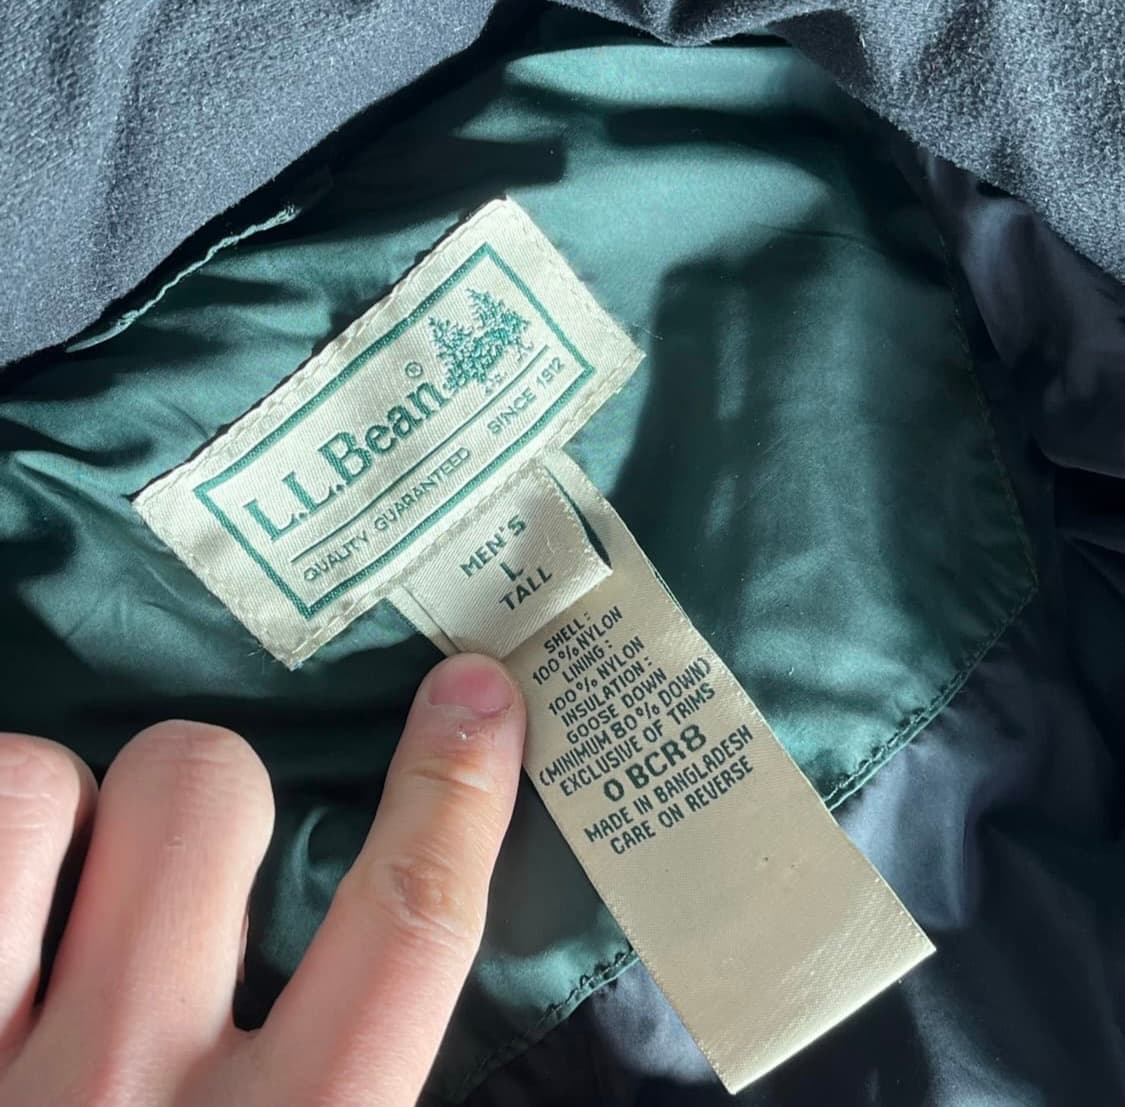 L.L.Bean®
QUALITY GUARANTEED SINCE 1912
MEN'S
L
TALL
SHELL:
100% NYLON
LINING:
100% NYLON
INSULATION:
GOOSE DOWN
(MINIMUM 80% DOWN)
EXCLUSIVE OF TRIMS
0 BCR8
MADE IN BANGLADESH
CARE ON REVERSE